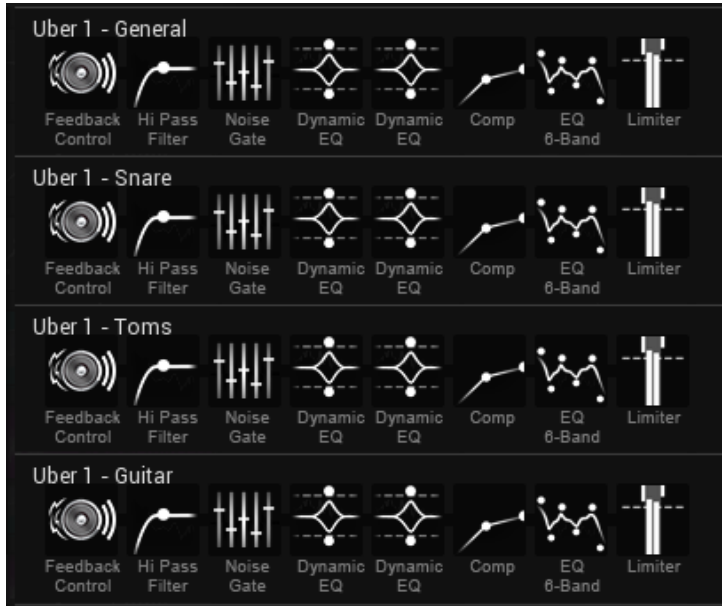 Uber 1 - General
Feedback Control Hi Pass Filter Noise Gate Dynamic EQ Dynamic EQ Comp EQ 6-Band Limiter
Uber 1 - Snare
Feedback Control Hi Pass Filter Noise Gate Dynamic EQ Dynamic EQ Comp EQ 6-Band Limiter
Uber 1 - Toms
Feedback Control Hi Pass Filter Noise Gate Dynamic EQ Dynamic EQ Comp EQ 6-Band Limiter
Uber 1 - Guitar
Feedback Control Hi Pass Filter Noise Gate Dynamic EQ Dynamic EQ Comp EQ 6-Band Limiter